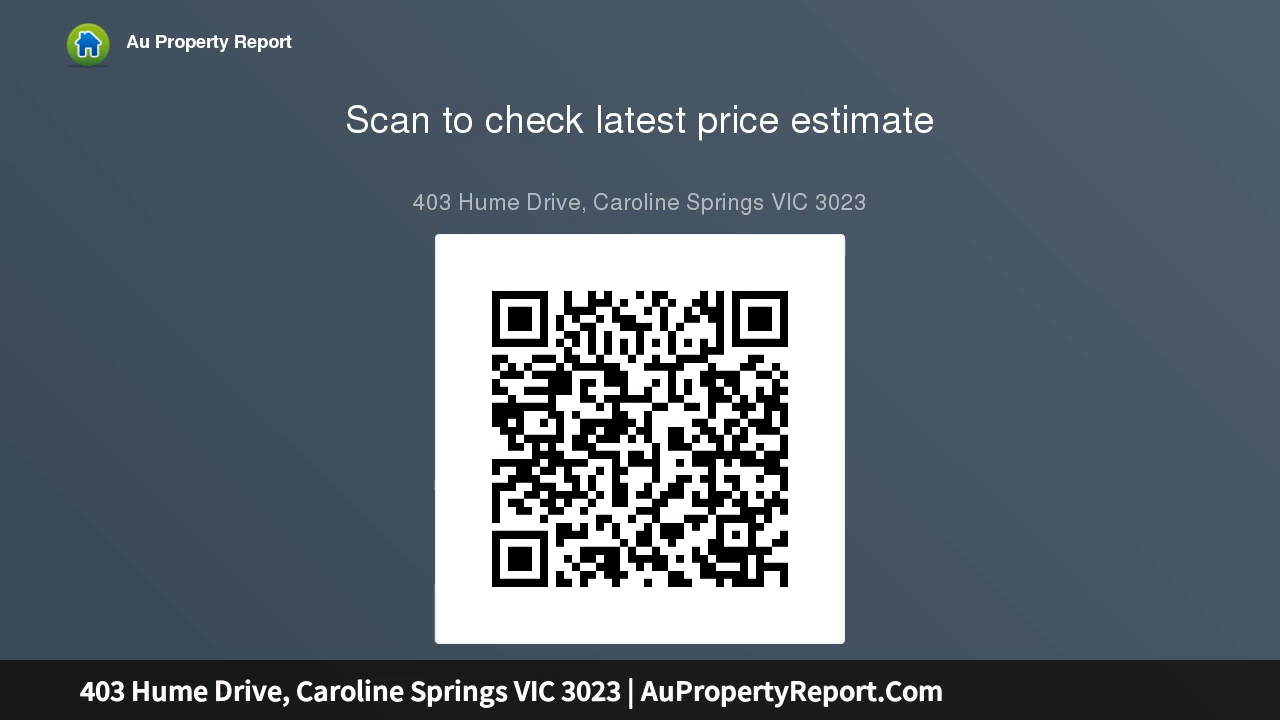 Au Property Report
Scan to check latest price estimate
403 Hume Drive, Caroline Springs VIC 3023
403 Hume Drive, Caroline Springs VIC 3023 | AuPropertyReport.Com